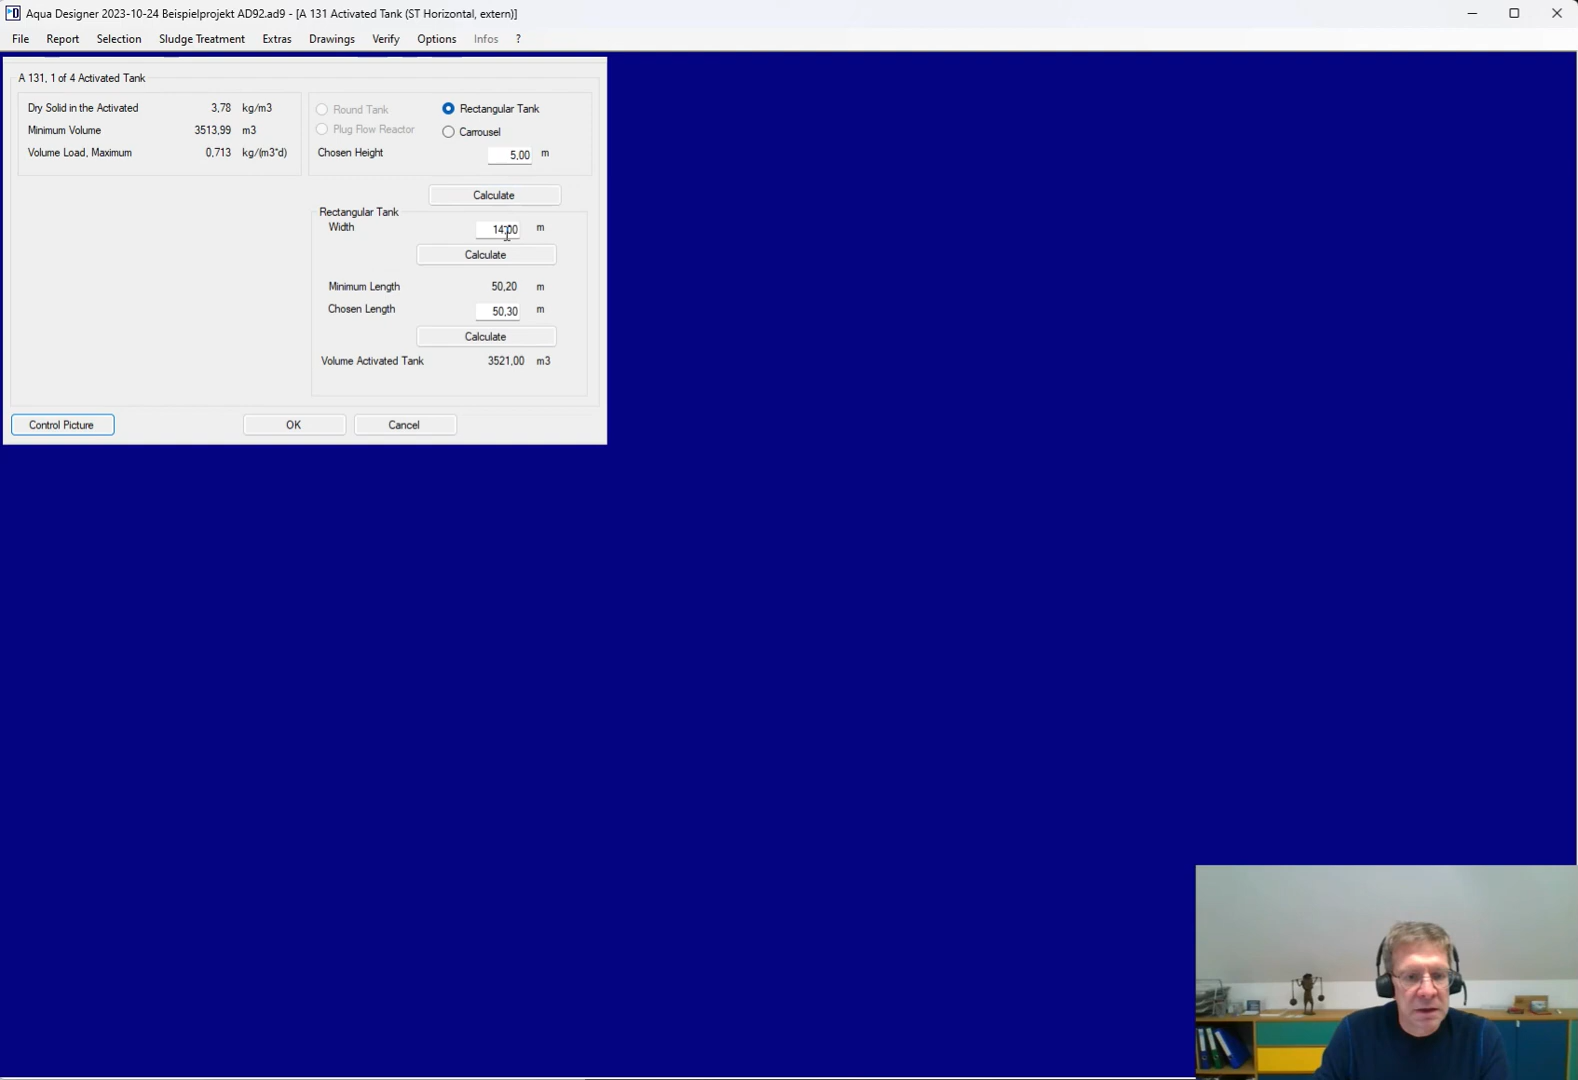 Aqua Designer 2023-10-24 Beispielprojekt AD92.ad9 - [A 131 Activated Tank (ST Horizontal, extern)]
File Report Selection Sludge Treatment Extras Drawings Verify Options Infos ?
A 131, 1 of 4 Activated Tank
Dry Solid in the Activated 3,78 kg/m3
Minimum Volume 3513,99 m3
Volume Load, Maximum 0,713 kg/(m3*d)
Round Tank Rectangular Tank
Plug Flow Reactor Carrousel
Chosen Height 5,00 m
Calculate
Rectangular Tank
Width 14,00 m
Calculate
Minimum Length 50,20 m
Chosen Length 50,30 m
Calculate
Volume Activated Tank 3521,00 m3
Control Picture OK Cancel